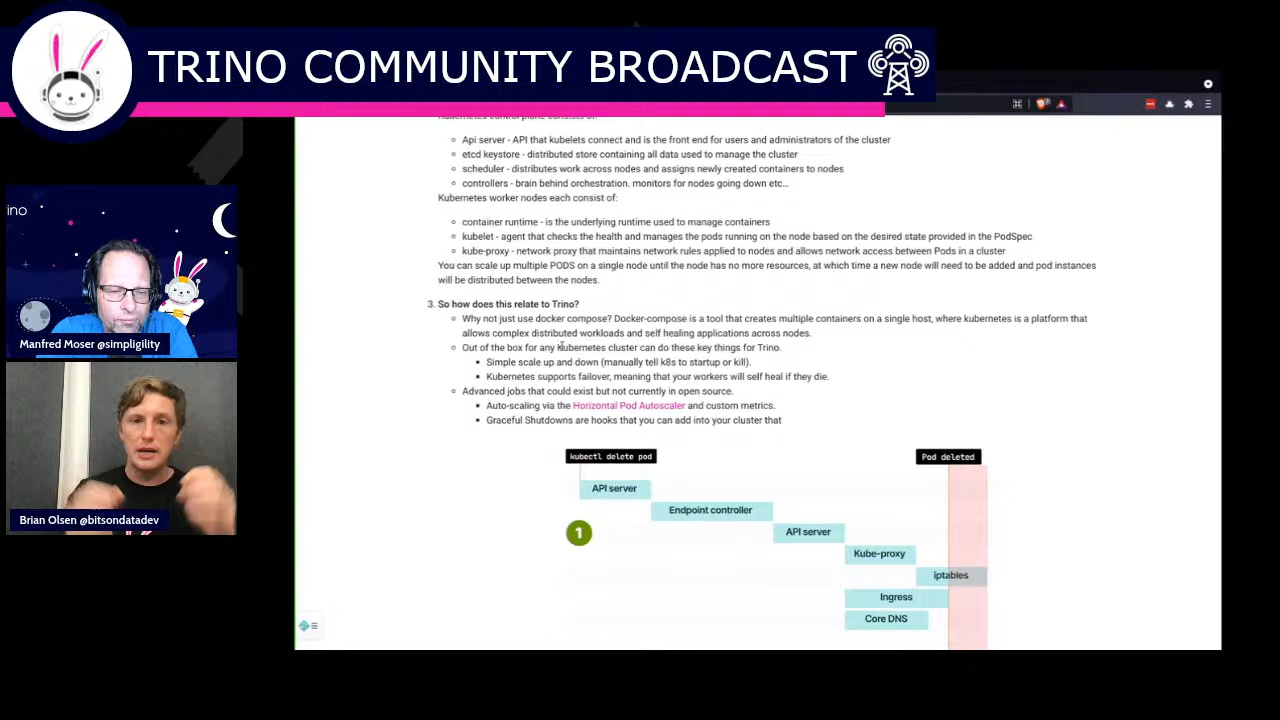 TRINO COMMUNITY BROADCAST
Kubernetes control plane consists of:
Api server - API that kubelets connect and is the front end for users and administrators of the cluster
etcd keystore - distributed store containing all data used to manage the cluster
scheduler - distributes work across nodes and assigns newly created containers to nodes
controllers - brain behind orchestration. monitors for nodes going down etc...
Kubernetes worker nodes each consist of:
container runtime - is the underlying runtime used to manage containers
kubelet - agent that checks the health and manages the pods running on the node based on the desired state provided in the PodSpec
kube-proxy - network proxy that maintains network rules applied to nodes and allows network access between Pods in a cluster
You can scale up multiple PODS on a single node until the node has no more resources, at which time a new node will need to be added and pod instances
will be distributed between the nodes.
3. So how does this relate to Trino?
Why not just use docker compose? Docker-compose is a tool that creates multiple containers on a single host, where kubernetes is a platform that
allows complex distributed workloads and self healing applications across nodes.
Out of the box for any Kubernetes cluster can do these key things for Trino.
Simple scale up and down (manually tell k8s to startup or kill).
Kubernetes supports failover, meaning that your workers will self heal if they die.
Advanced jobs that could exist but not currently in open source.
Auto-scaling via the Horizontal Pod Autoscaler and custom metrics.
Graceful Shutdowns are hooks that you can add into your cluster that
kubectl delete pod
Pod deleted
API server
Endpoint controller
1
API server
Kube-proxy
iptables
Ingress
Core DNS
ino
Manfred Moser @simpligility
Brian Olsen @bitsondatadev